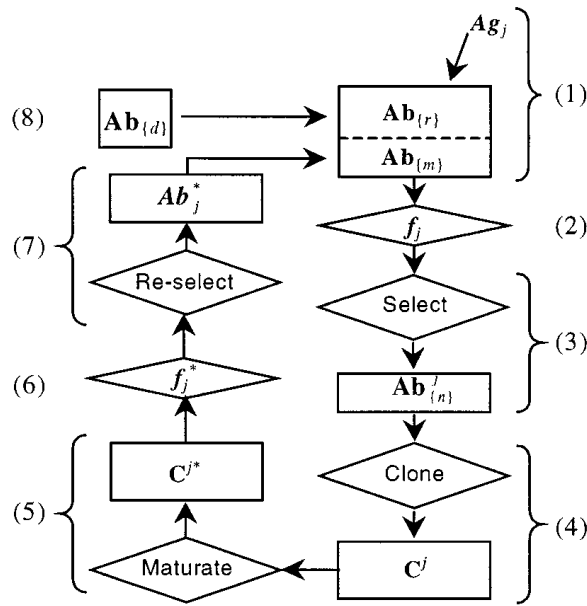 Ag_j
(1)
(8)
Ab_{d}
Ab_{r}
Ab_{m}
Ab*_j
f_j
(2)
(7)
Re-select
Select
(3)
(6)
f_j*
Ab^j_{n}
C^{j*}
Clone
(5)
(4)
Maturate
C^j